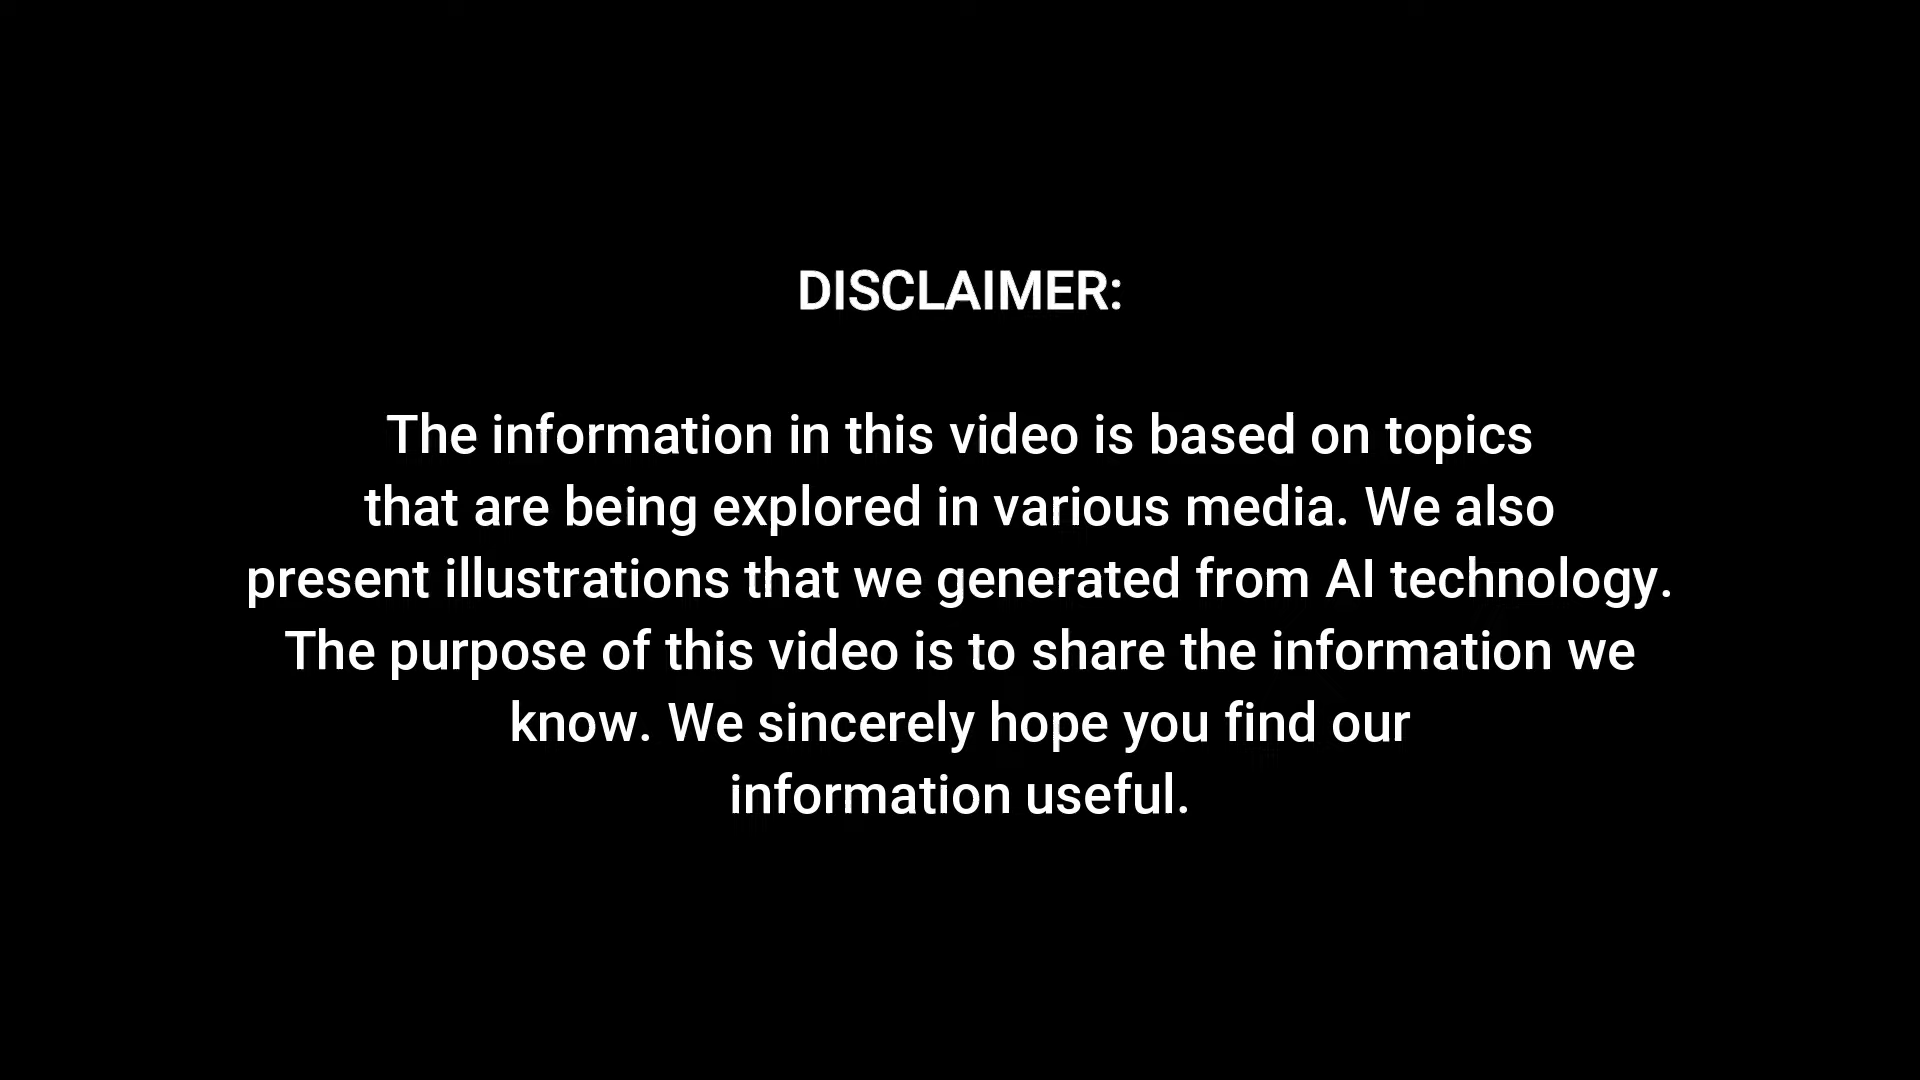 DISCLAIMER:
The information in this video is based on topics
that are being explored in various media. We also
present illustrations that we generated from AI technology.
The purpose of this video is to share the information we
know. We sincerely hope you find our
information useful.